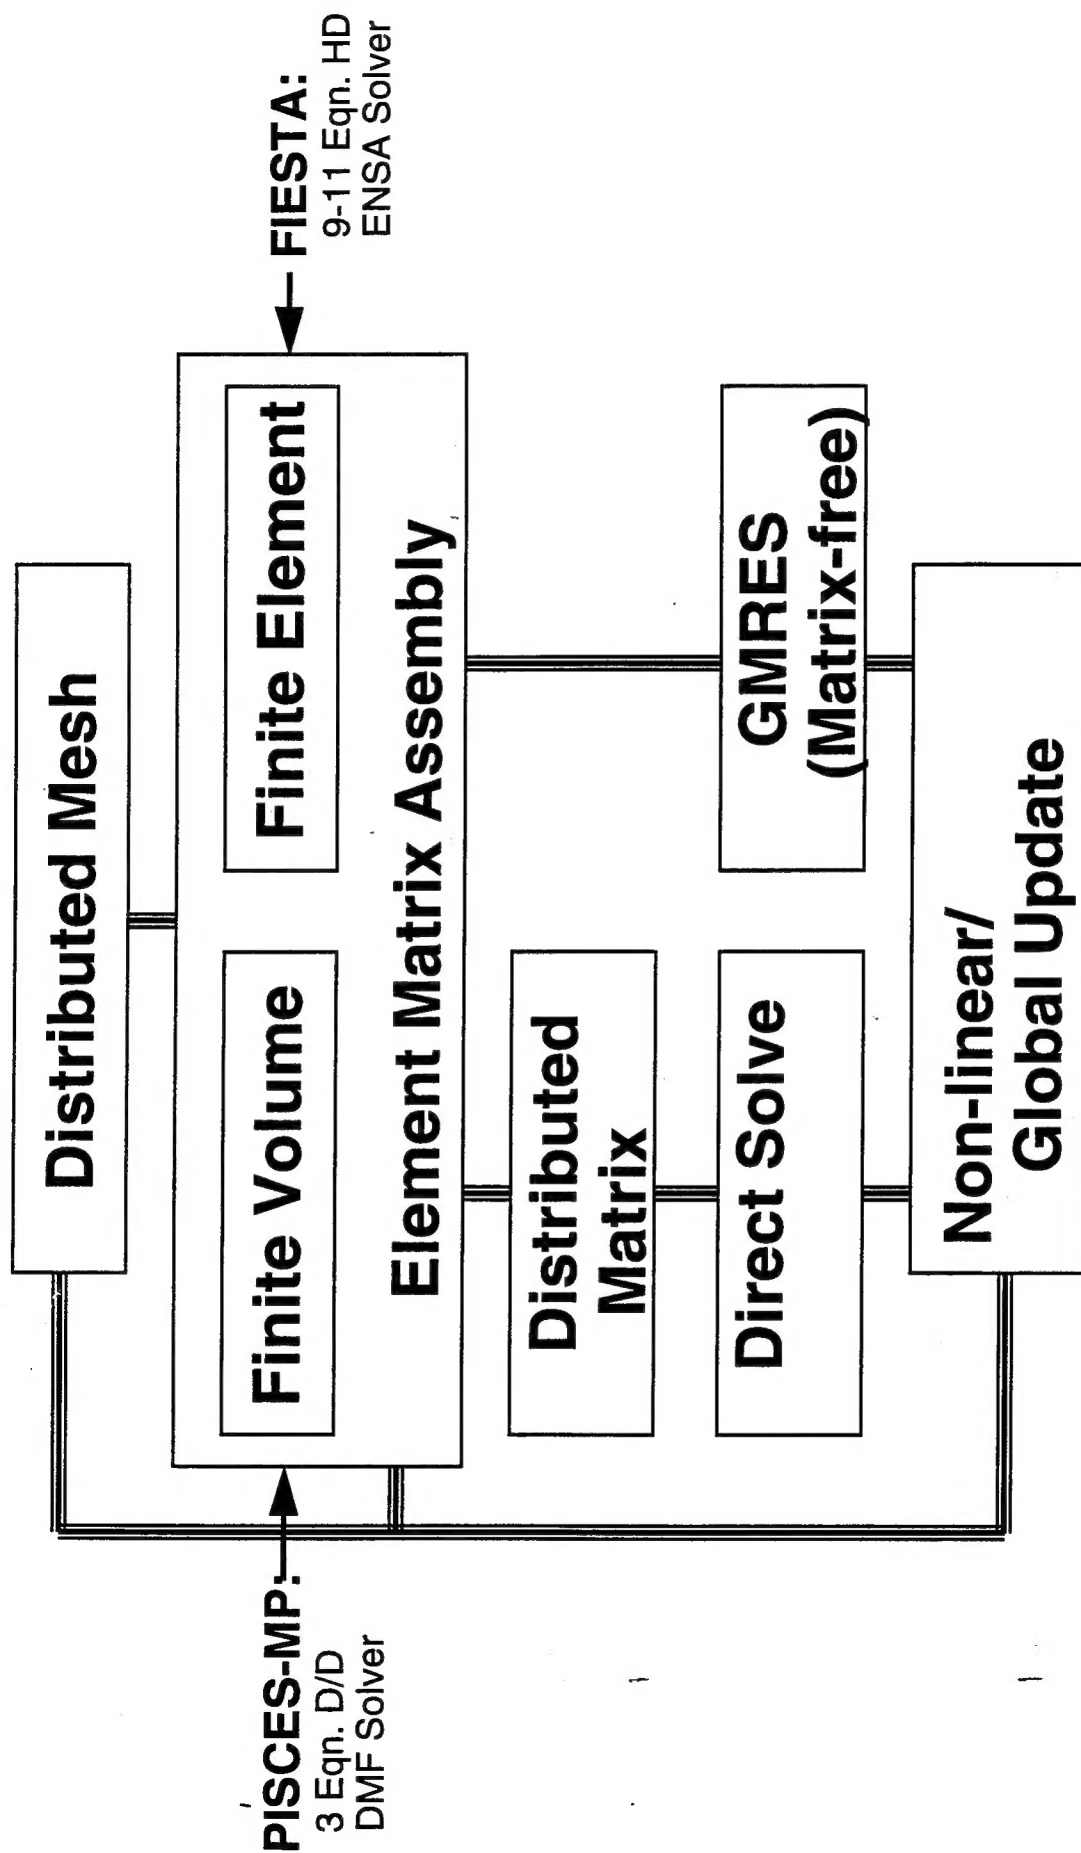 Distributed Mesh
PISCES-MP:
3 Eqn. D/D
DMF Solver
Finite Volume
Finite Element
Element Matrix Assembly
FIESTA:
9-11 Eqn. HD
ENSA Solver
Distributed
Matrix
Direct Solve
GMRES
(Matrix-free)
Non-linear/
Global Update